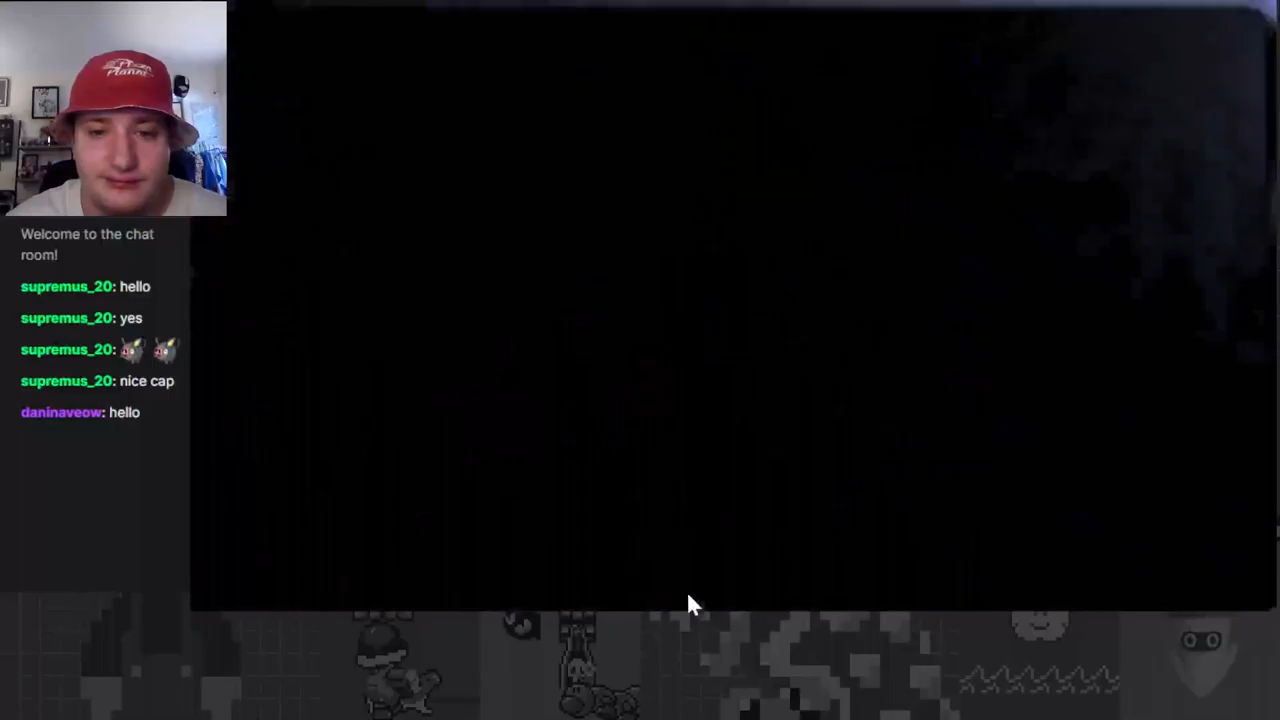 Welcome to the chat
room!
supremus_20: hello
supremus_20: yes
supremus_20:
supremus_20: nice cap
daninaveow: hello